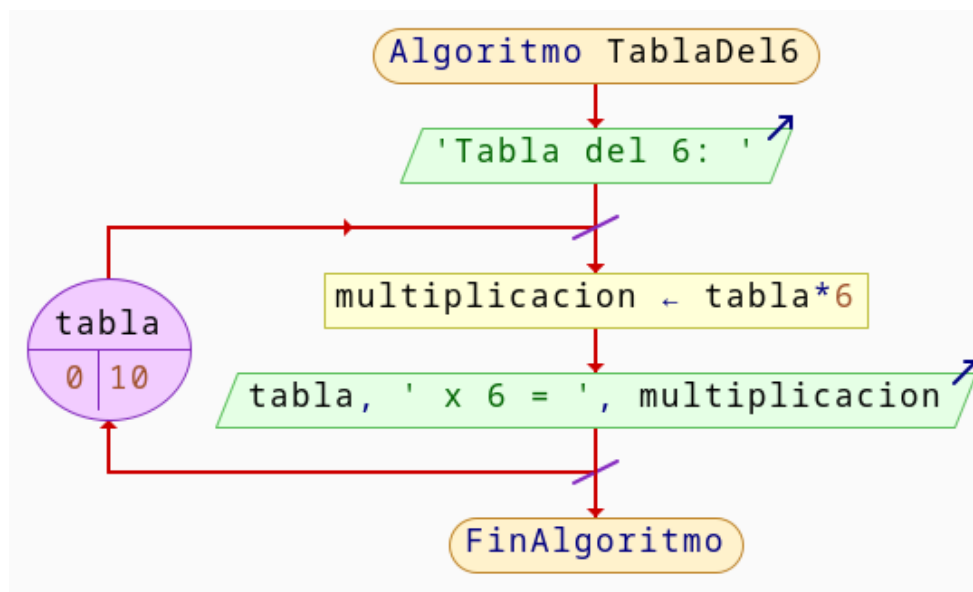 Algoritmo TablaDel6
'Tabla del 6: '
multiplicacion ← tabla*6
tabla
0 10
tabla, ' x 6 = ', multiplicacion
FinAlgoritmo